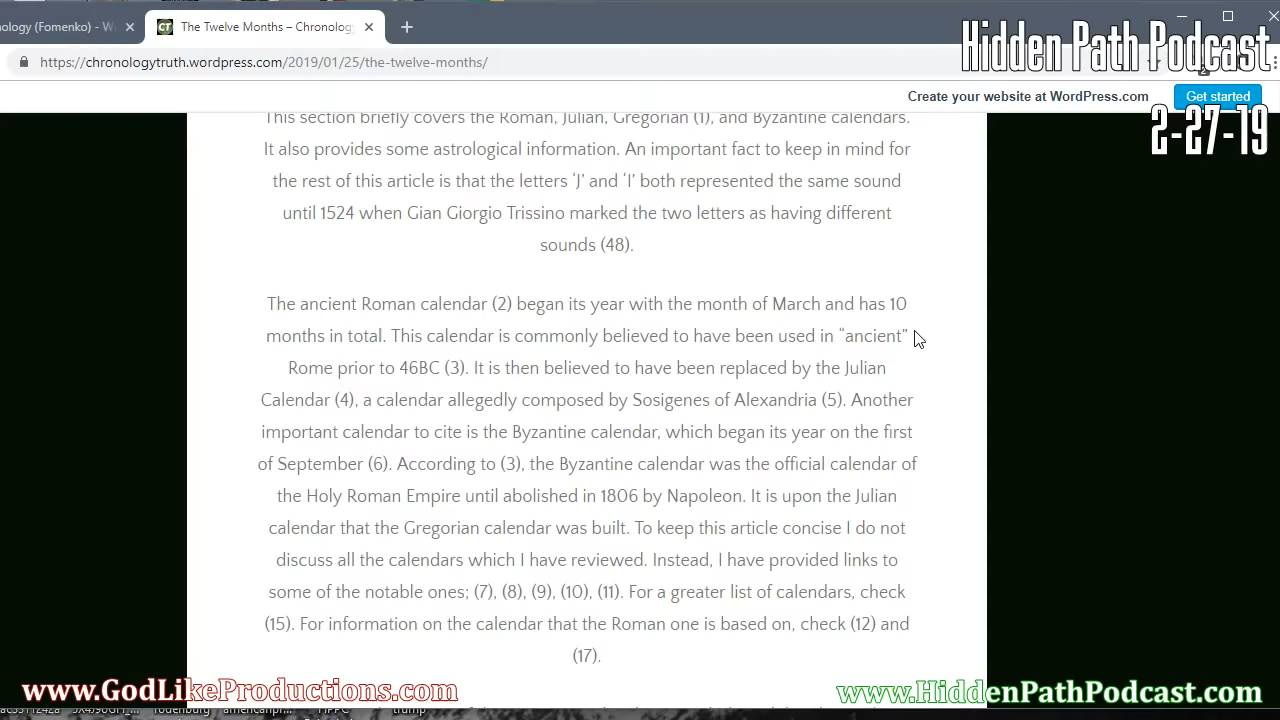 nology (Fomenko) - W
The Twelve Months – Chronolog
https://chronologytruth.wordpress.com/2019/01/25/the-twelve-months/
Hidden Path Podcast
2-27-19
Create your website at WordPress.com
Get started
This section briefly covers the Roman, Julian, Gregorian (1), and Byzantine calendars.
It also provides some astrological information. An important fact to keep in mind for
the rest of this article is that the letters ‘J’ and ‘I’ both represented the same sound
until 1524 when Gian Giorgio Trissino marked the two letters as having different
sounds (48).
The ancient Roman calendar (2) began its year with the month of March and has 10
months in total. This calendar is commonly believed to have been used in “ancient”
Rome prior to 46BC (3). It is then believed to have been replaced by the Julian
Calendar (4), a calendar allegedly composed by Sosigenes of Alexandria (5). Another
important calendar to cite is the Byzantine calendar, which began its year on the first
of September (6). According to (3), the Byzantine calendar was the official calendar of
the Holy Roman Empire until abolished in 1806 by Napoleon. It is upon the Julian
calendar that the Gregorian calendar was built. To keep this article concise I do not
discuss all the calendars which I have reviewed. Instead, I have provided links to
some of the notable ones; (7), (8), (9), (10), (11). For a greater list of calendars, check
(15). For information on the calendar that the Roman one is based on, check (12) and
(17).
www.GodLikeProductions.com
www.HiddenPathPodcast.com